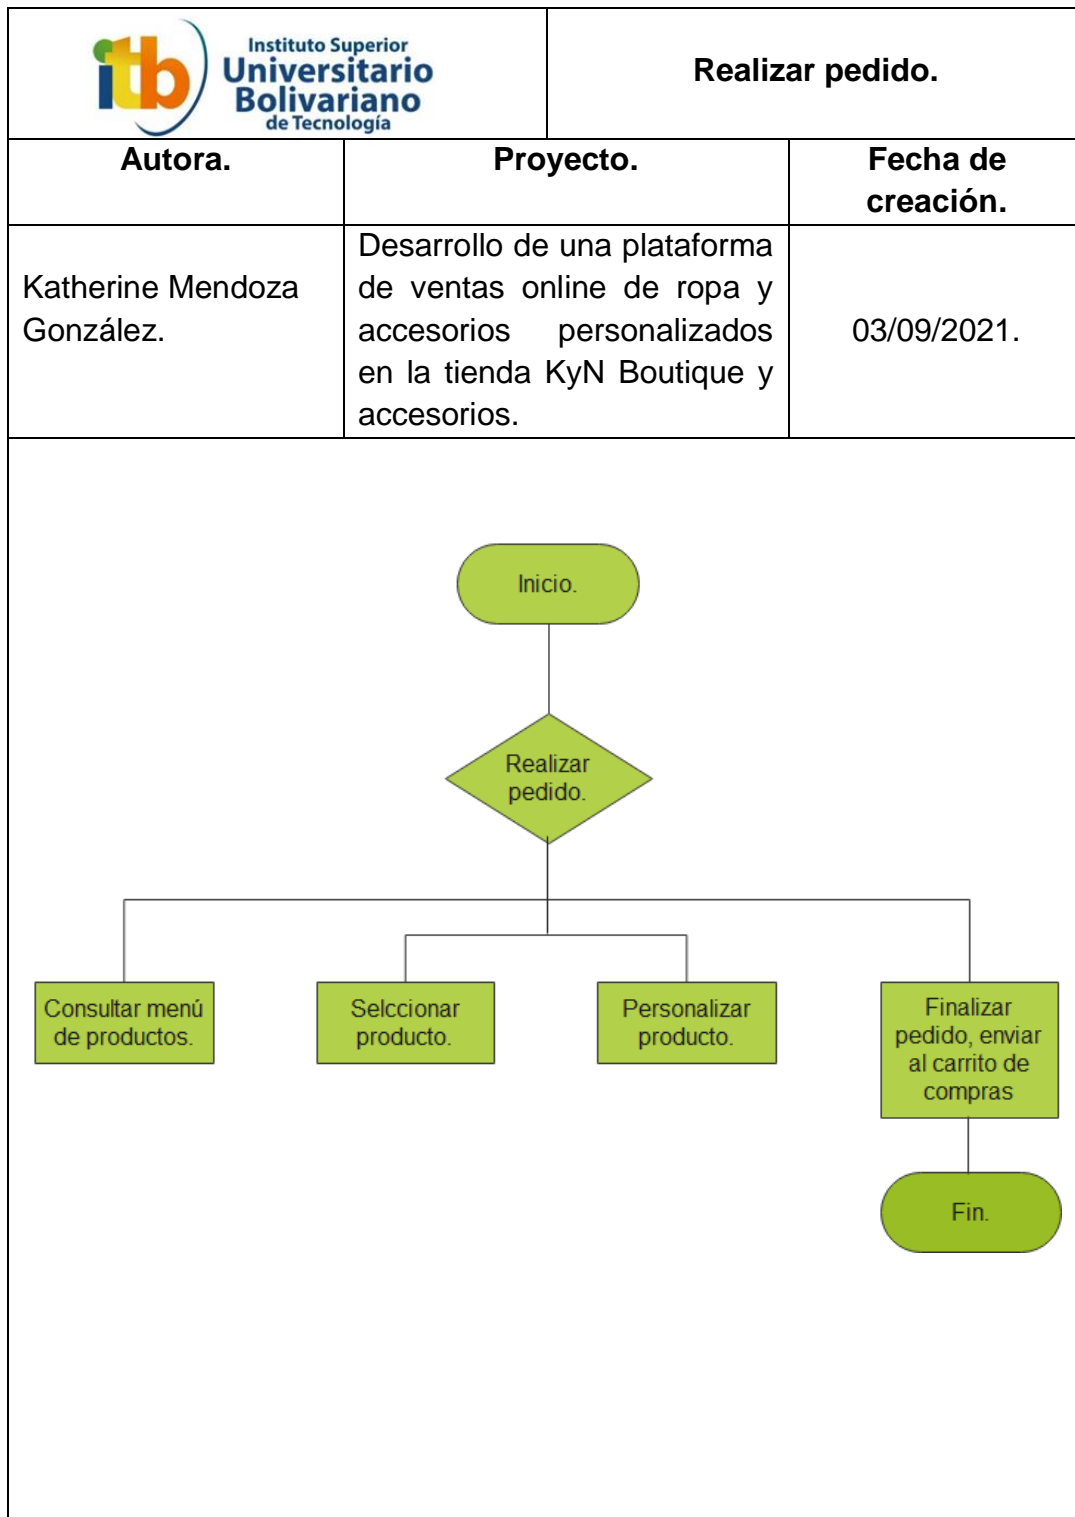 itb
Instituto Superior
Universitario
Bolivariano
de Tecnología
Realizar pedido.
Autora.
Proyecto.
Fecha de
creación.
Katherine Mendoza
González.
Desarrollo de una plataforma
de ventas online de ropa y
accesorios personalizados
en la tienda KyN Boutique y
accesorios.
03/09/2021.
Inicio.
Realizar
pedido.
Consultar menú
de productos.
Selccionar
producto.
Personalizar
producto.
Finalizar
pedido, enviar
al carrito de
compras
Fin.